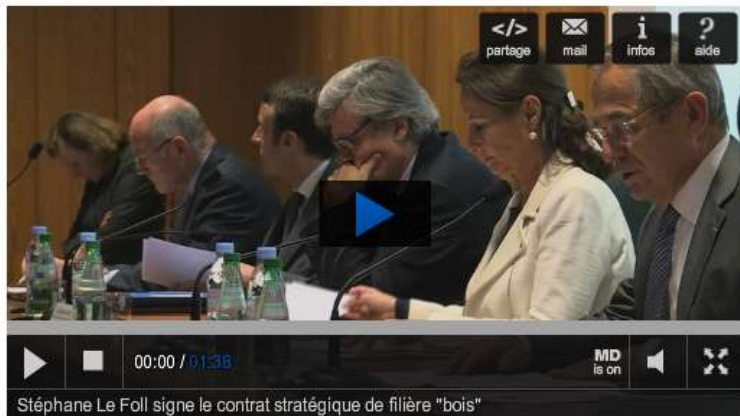 </> ✉ i ?
partage mail infos aide
00:00 / 01:38 MD
is on
Stéphane Le Foll signe le contrat stratégique de filière "bois"